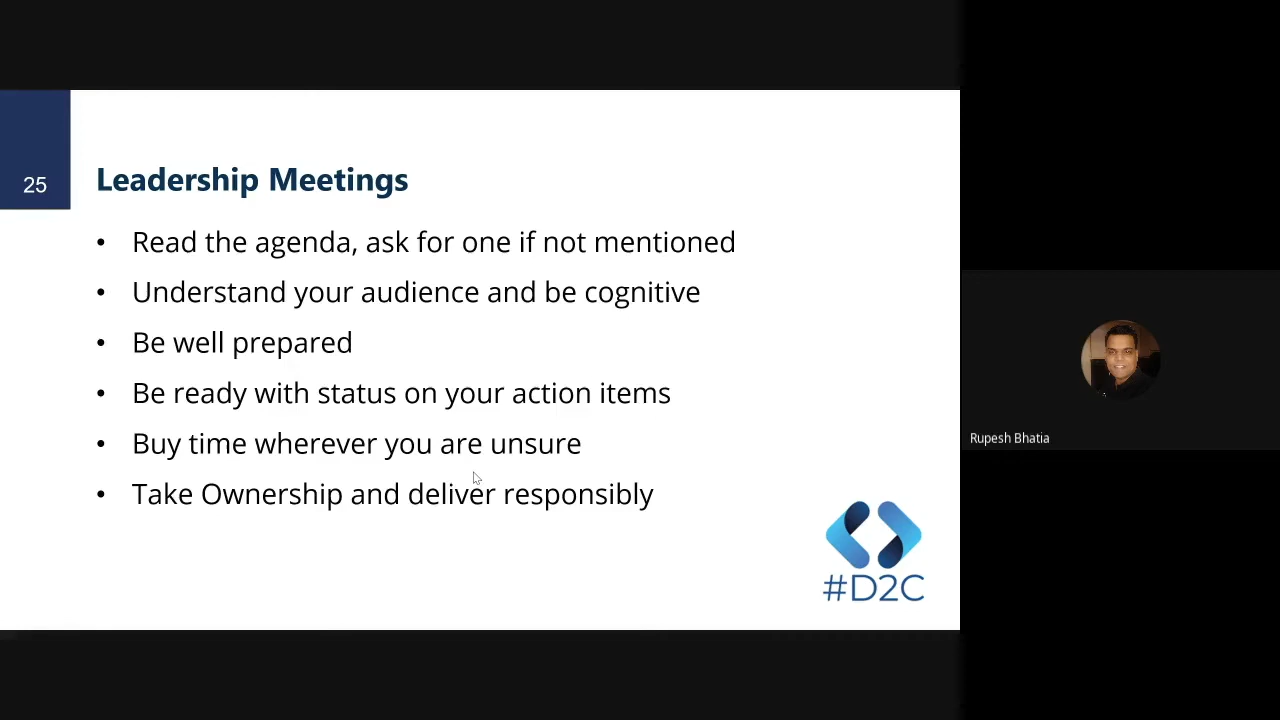 25
Leadership Meetings
• Read the agenda, ask for one if not mentioned
• Understand your audience and be cognitive
• Be well prepared
• Be ready with status on your action items
• Buy time wherever you are unsure
• Take Ownership and deliver responsibly
#D2C
Rupesh Bhatia